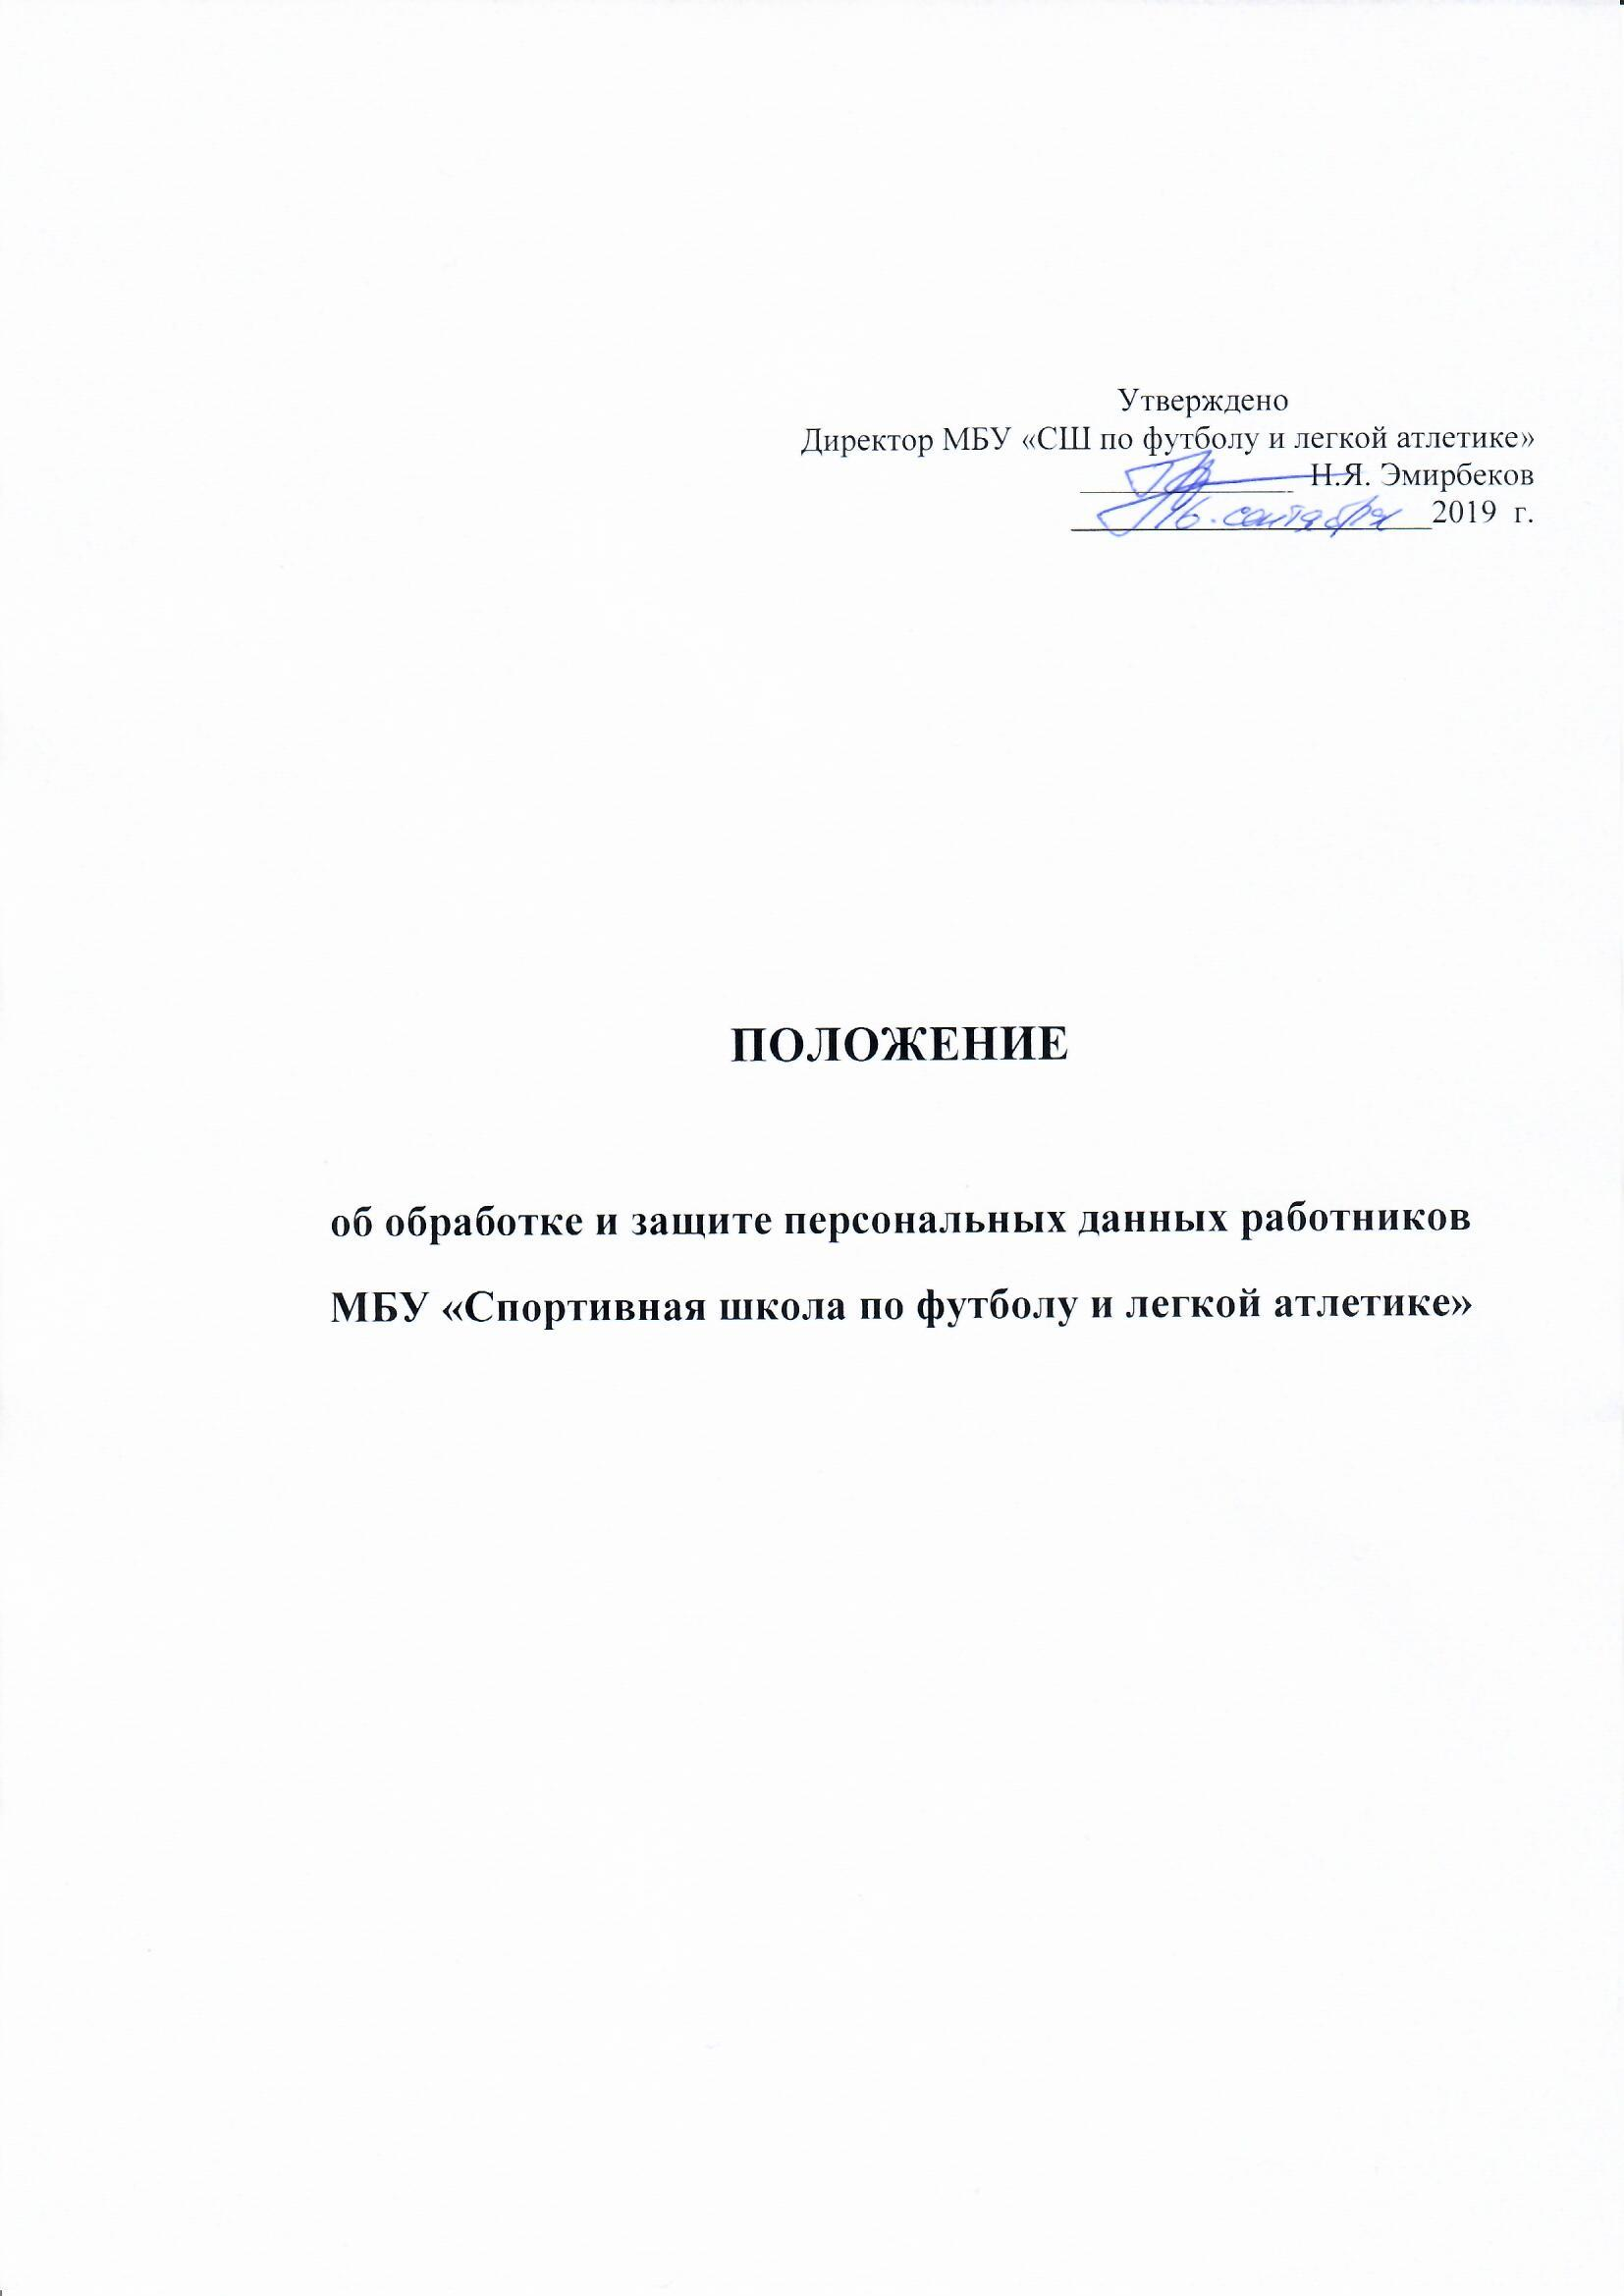 Утверждено
Директор МБУ «СШ по футболу и легкой атлетике»
Н.Я. Эмирбеков
16. сентября 2019 г.
ПОЛОЖЕНИЕ
об обработке и защите персональных данных работников
МБУ «Спортивная школа по футболу и легкой атлетике»